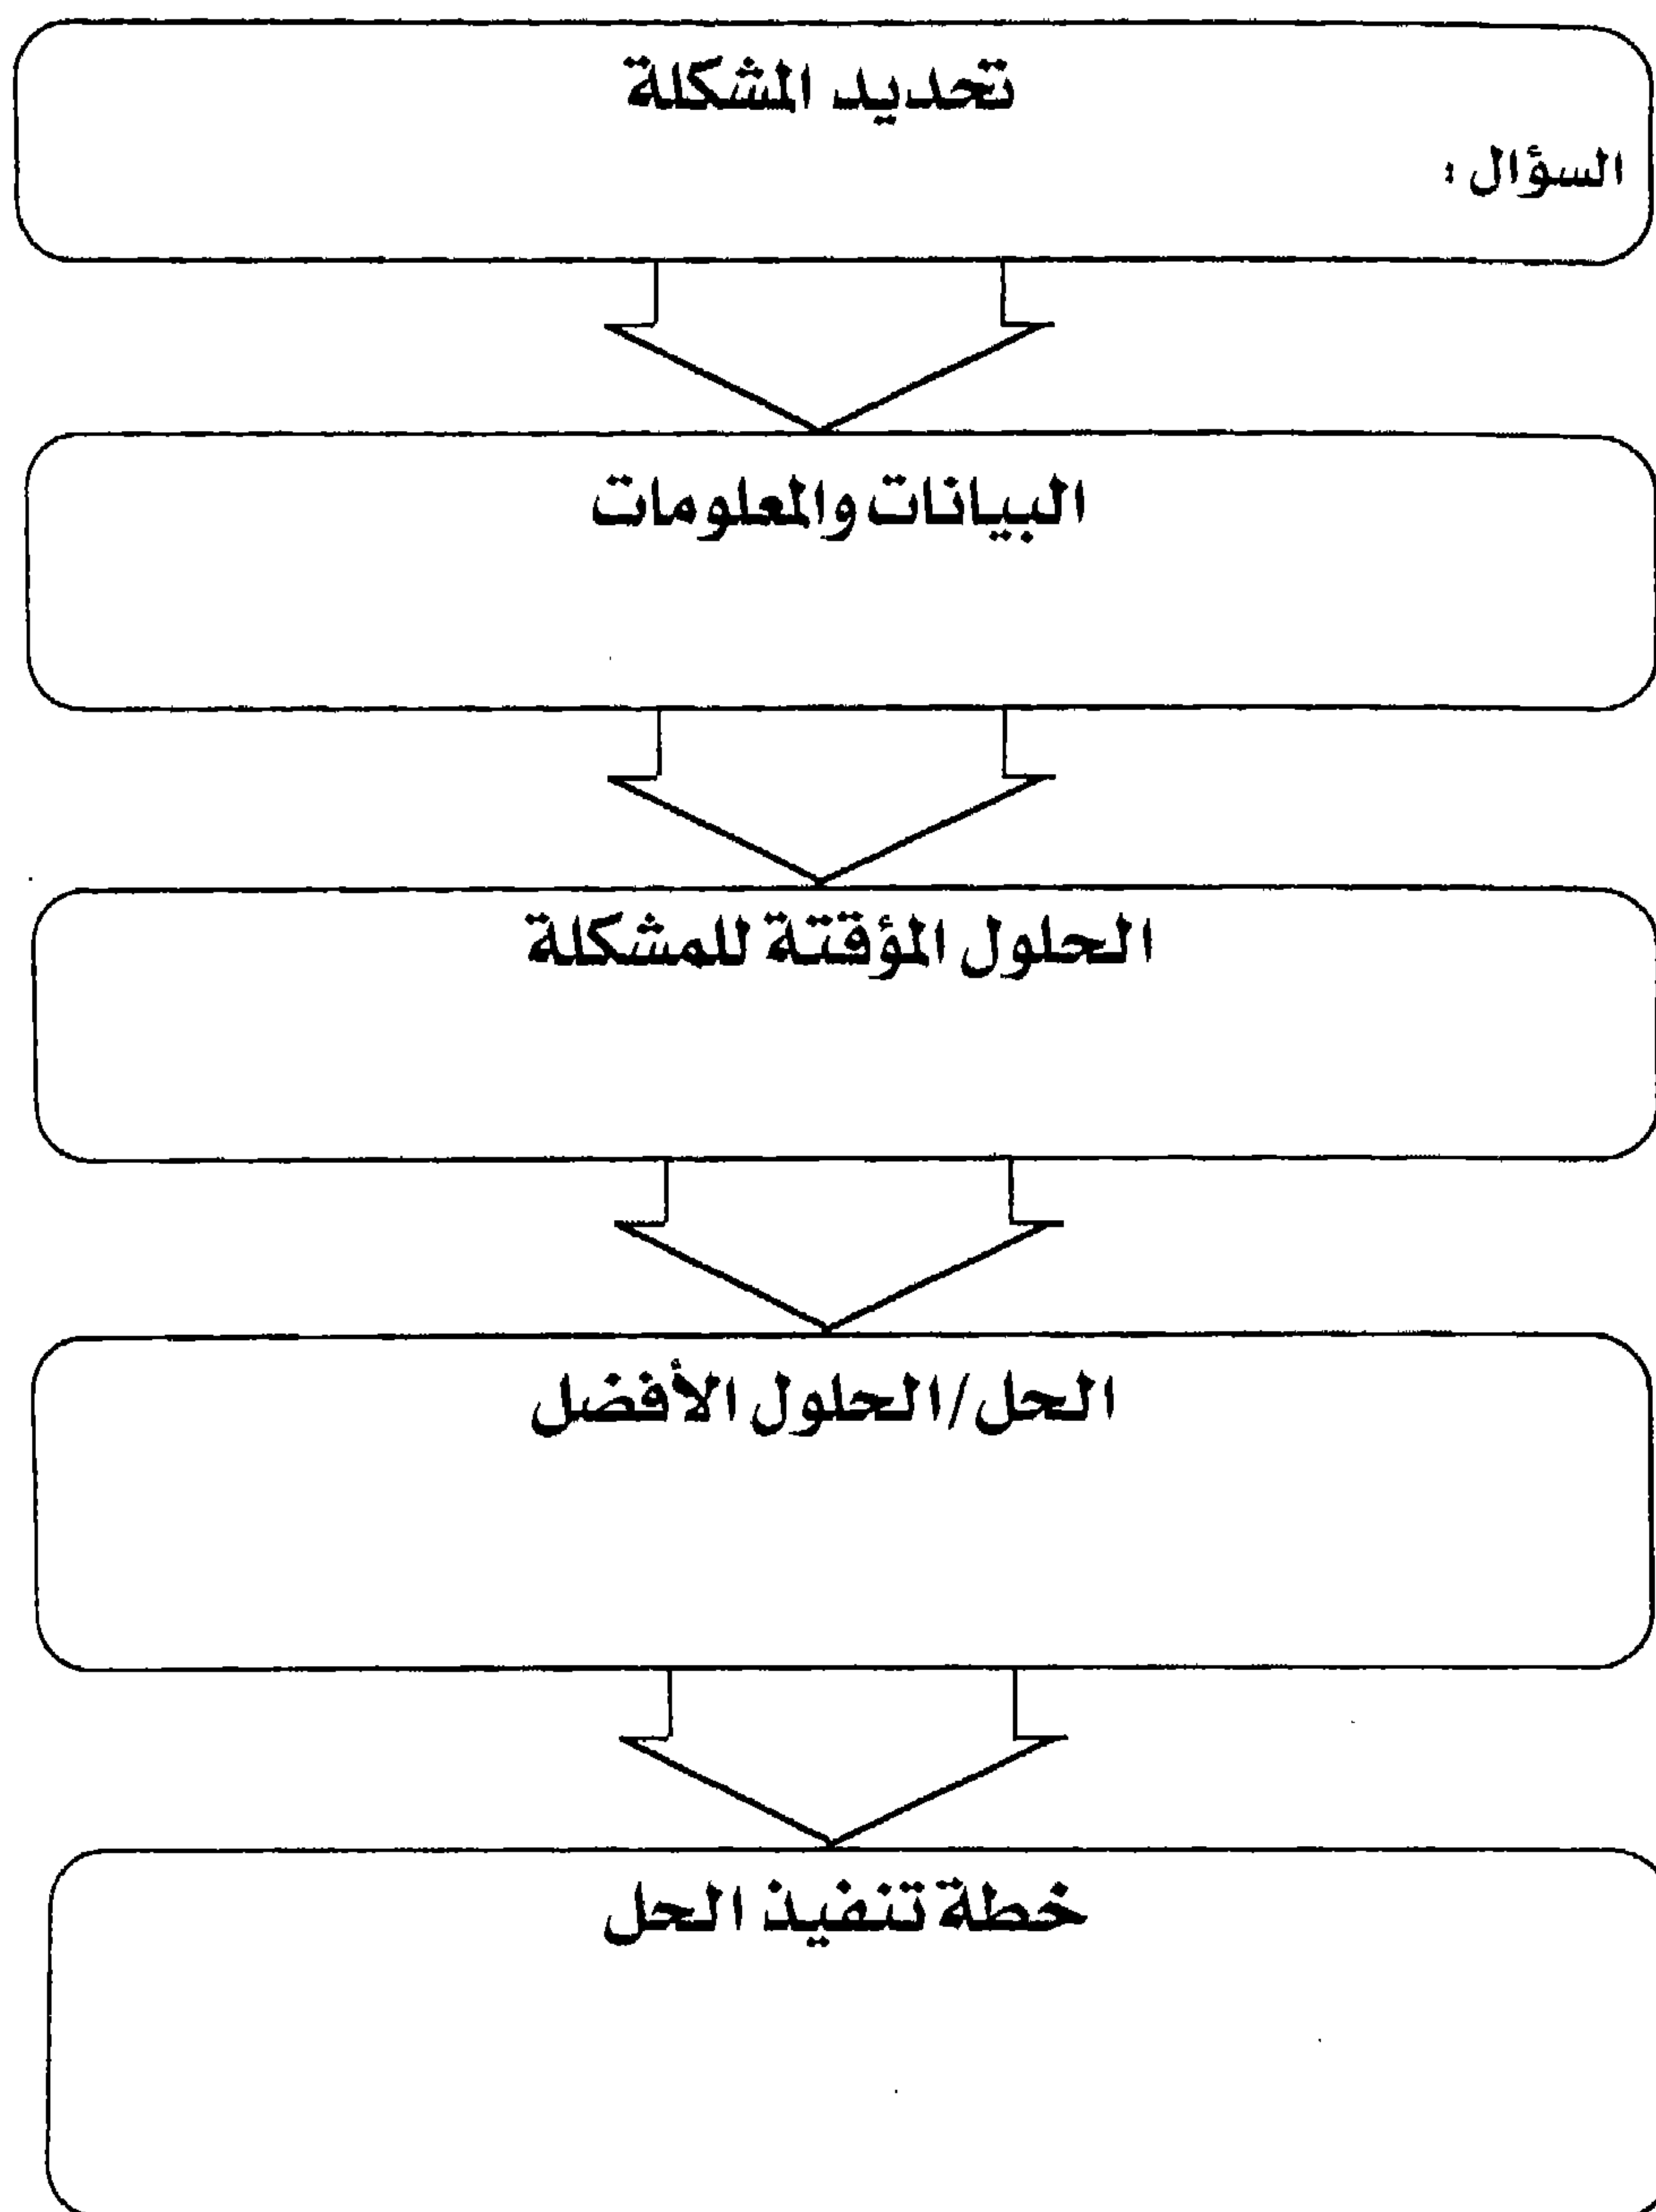 تحديد المشكلة
السؤال :
البيانات والمعلومات
الحلول المؤقتة للمشكلة
الحل/الحلول الأفضل
خطة تنفيذ الحل